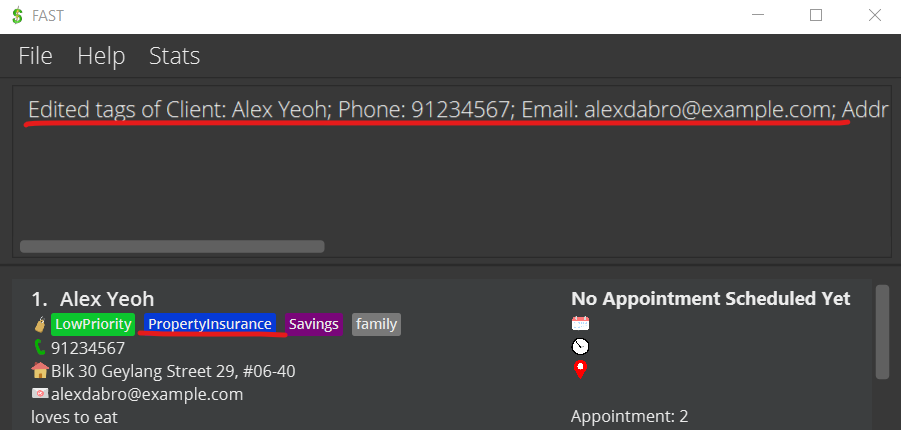 FAST
File Help Stats
Edited tags of Client: Alex Yeoh; Phone: 91234567; Email: alexdabro@example.com; Addr
1. Alex Yeoh
LowPriority PropertyInsurance Savings family
91234567
Blk 30 Geylang Street 29, #06-40
alexdabro@example.com
loves to eat
No Appointment Scheduled Yet
Appointment: 2